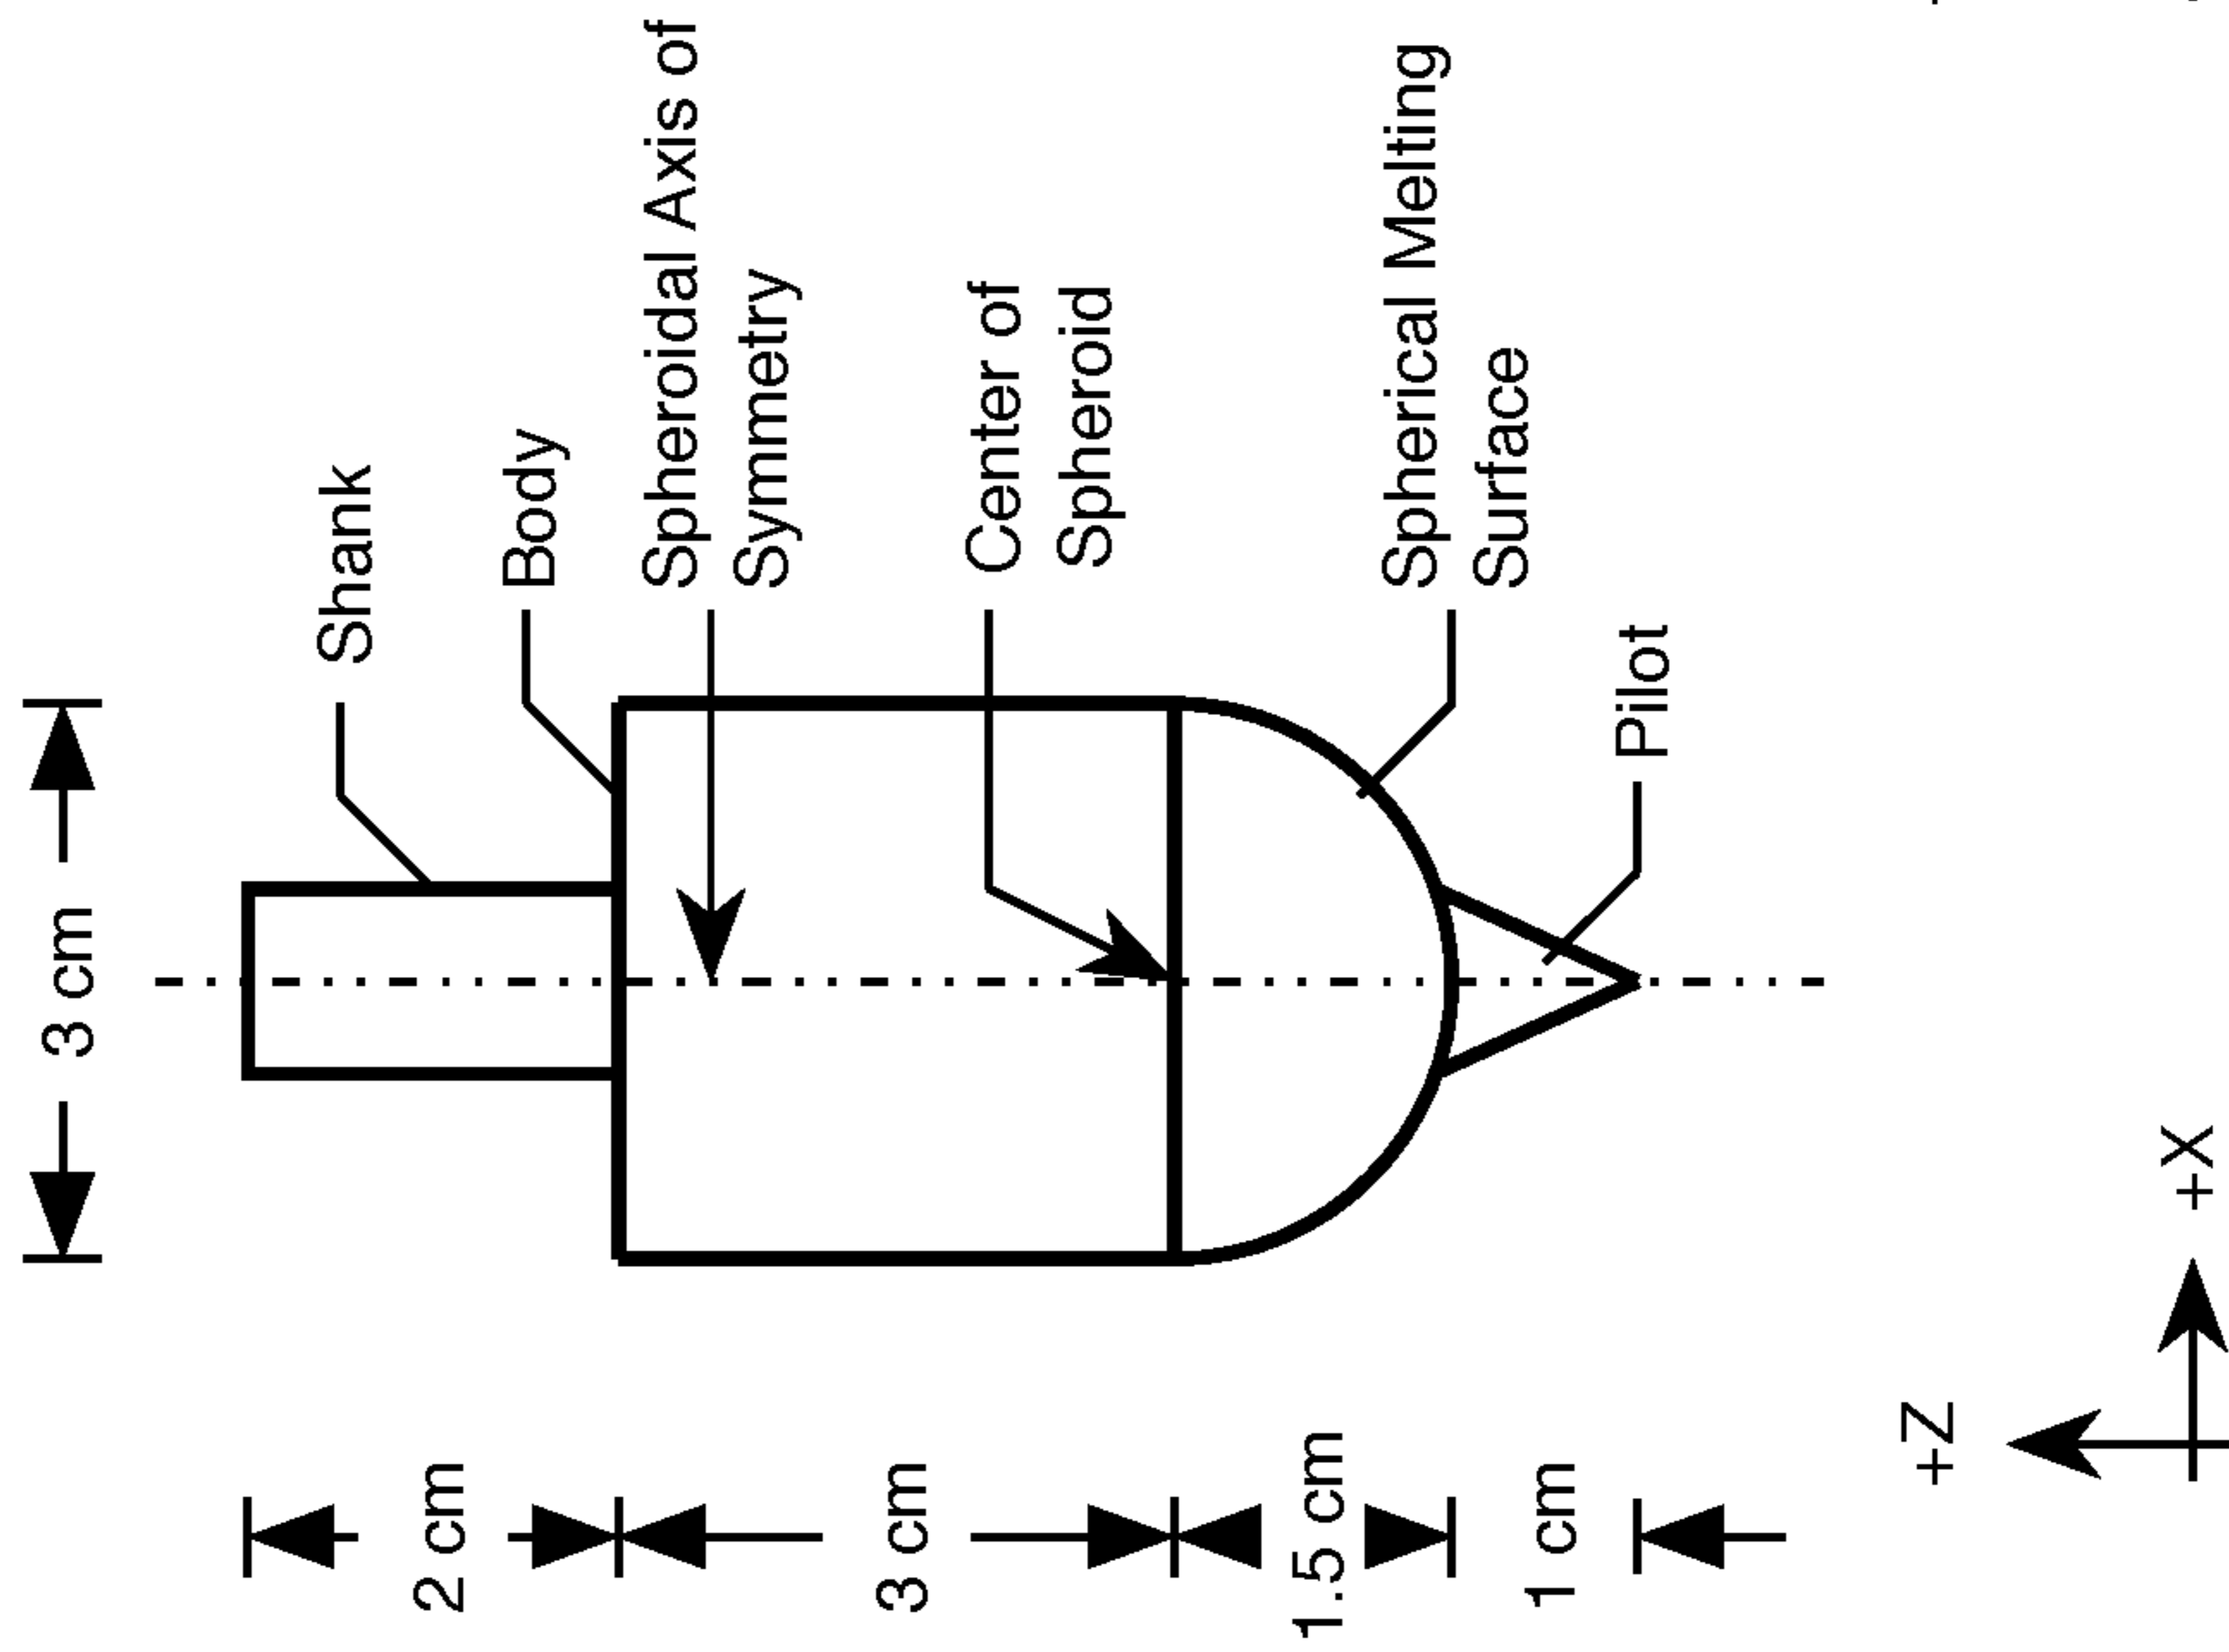 3 cm
Shank
Body
Spheroidal Axis of
Symmetry
Center of
Spheroid
Spherical Melting
Surface
Pilot
2 cm
3 cm
1.5 cm
1 cm
+Z
+X